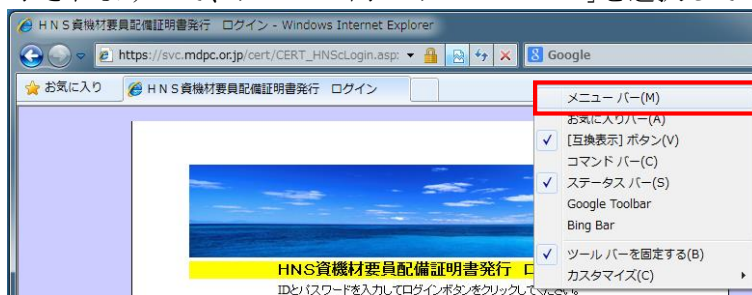 HNS資機材要員配備証明書発行 ログイン - Windows Internet Explorer
https://svc.mdpc.or.jp/cert/CERT_HNScLogin.asp:
Google
お気に入り
HNS資機材要員配備証明書発行 ログイン
メニュー バー(M)
お気に入りバー(A)
[互換表示] ボタン(V)
コマンド バー(C)
ステータス バー(S)
Google Toolbar
Bing Bar
ツール バーを固定する(B)
カスタマイズ(C)
HNS資機材要員配備証明書発行
IDとパスワードを入力してログインボタンをクリックしてください。